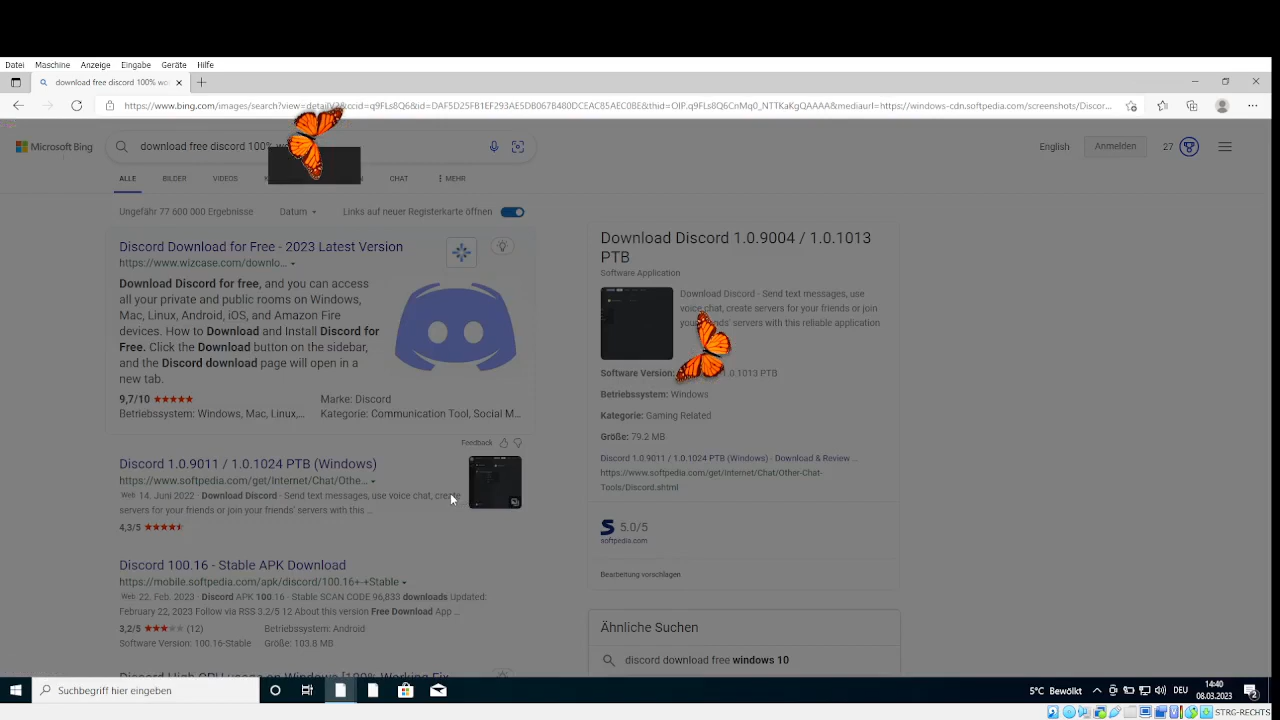 Datei Maschine Anzeige Eingabe Geräte Hilfe
download free discord 100% wo
https://www.bing.com/images/search?view=detailV2&ccid=q9FLs8Q6&id=DAF5D25FB1EF293AE5DB067B480DCEAC85AEC0BE&thid=OIP.q9FLs8Q6CnMq0_NTTKaKgQAAAA&mediaurl=https://windows-cdn.softpedia.com/screenshots/Discor...
Microsoft Bing
download free discord 100%
English
Anmelden
27
ALLE BILDER VIDEOS CHAT MEHR
Ungefähr 77 600 000 Ergebnisse Datum Links auf neuer Registerkarte öffnen
Discord Download for Free - 2023 Latest Version
https://www.wizcase.com/downlo...
Download Discord for free, and you can access
all your private and public rooms on Windows,
Mac, Linux, Android, iOS, and Amazon Fire
devices. How to Download and Install Discord for
Free. Click the Download button on the sidebar,
and the Discord download page will open in a
new tab.
9,7/10
Marke: Discord
Betriebssystem: Windows, Mac, Linux,...
Kategorie: Communication Tool, Social M...
Feedback
Discord 1.0.9011 / 1.0.1024 PTB (Windows)
https://www.softpedia.com/get/Internet/Chat/Othe...
Web 14. Juni 2022 · Download Discord - Send text messages, use voice chat, create
servers for your friends or join your friends' servers with this ...
4,3/5
Discord 100.16 - Stable APK Download
https://mobile.softpedia.com/apk/discord/100.16+-+Stable
Web 22. Feb. 2023 · Discord APK 100.16 - Stable SCAN CODE 96,833 downloads Updated:
February 22, 2023 Follow via RSS 3.2/5 12 About this version Free Download App ...
3,2/5 (12)
Betriebssystem: Android
Software Version: 100.16-Stable
Größe: 103.8 MB
Discord High CPU usage on Windows [100% Working Fix
Download Discord 1.0.9004 / 1.0.1013
PTB
Software Application
Download Discord - Send text messages, use
voice chat, create servers for your friends or join
your friends' servers with this reliable application
Software Version: 1.0.1013 PTB
Betriebssystem: Windows
Kategorie: Gaming Related
Größe: 79.2 MB
Discord 1.0.9011 / 1.0.1024 PTB (Windows) · Download & Review ...
https://www.softpedia.com/get/Internet/Chat/Other-Chat-
Tools/Discord.shtml
5.0/5
softpedia.com
Bearbeitung vorschlagen
Ähnliche Suchen
discord download free windows 10
Suchbegriff hier eingeben
5°C Bewölkt
DEU
14:40
08.03.2023
2
STRG-RECHTS